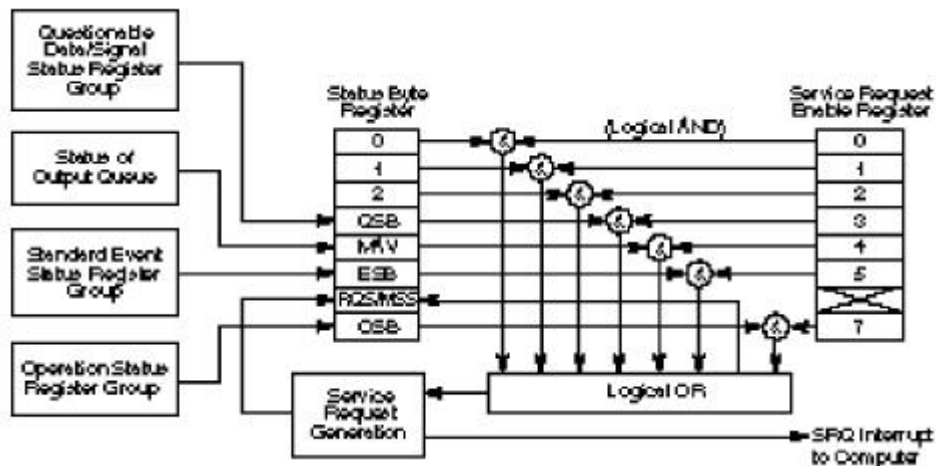 Questionable
Data/Signal
Status Register
Group
Status of
Output Queue
Standard Event
Status Register
Group
Operation Status
Register Group
Status Byte
Register
0
1
2
QSB
MAV
ESB
RQS/MSS
OSB
(Logical AND)
&
&
&
&
&
&
&
Service Request
Enable Register
0
1
2
3
4
5
7
Logical OR
Service
Request
Generation
SRQ Interrupt
to Computer